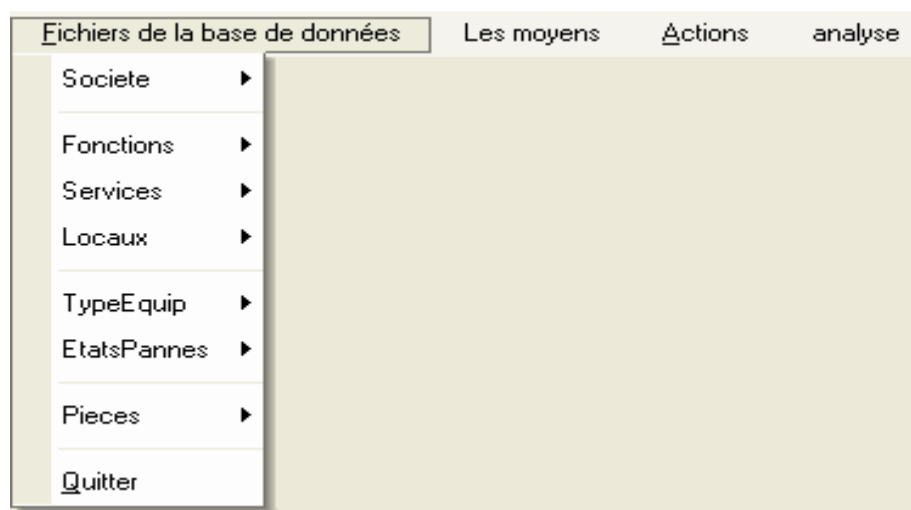 Fichiers de la base de données Les moyens Actions analyse
Societe
Fonctions
Services
Locaux
TypeEquip
EtatsPannes
Pieces
Quitter